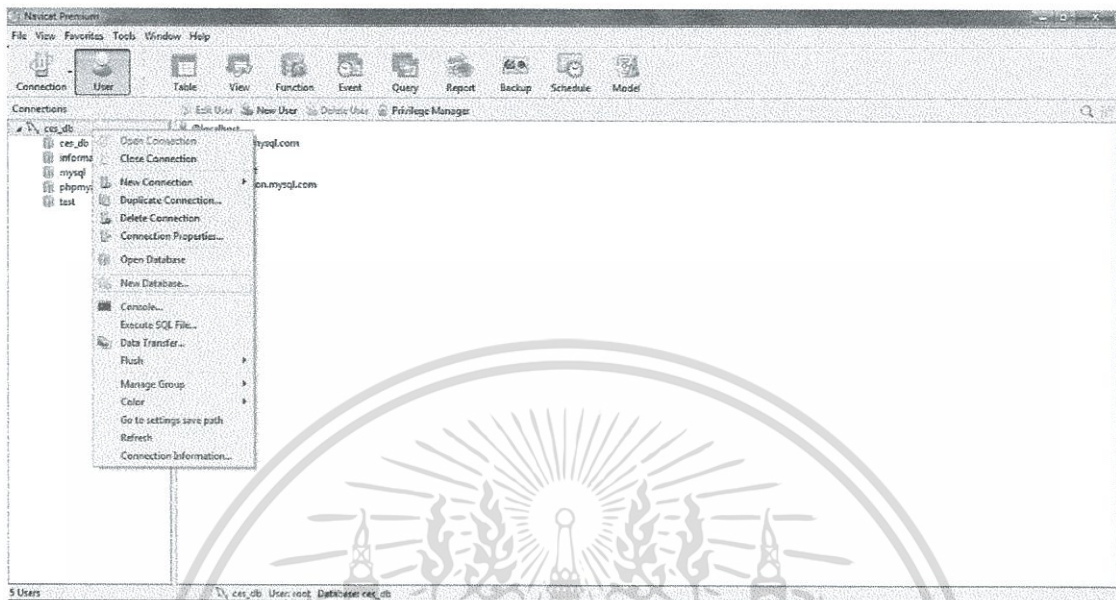 Navicat Premium
File View Favorites Tools Window Help
Connection User Table View Function Event Query Report Backup Schedule Model
Connections Edit User New User Delete User Privilege Manager
ces_db
ces_db
informa
mysql
phpmy
test
Open Connection
Close Connection
New Connection
Duplicate Connection...
Delete Connection
Connection Properties...
Open Database
New Database...
Console...
Execute SQL File...
Data Transfer...
Flush
Manage Group
Color
Go to settings save path
Refresh
Connection Information...
@localhost
mysql.com
on.mysql.com
5 Users ces_db User: root Database: ces_db